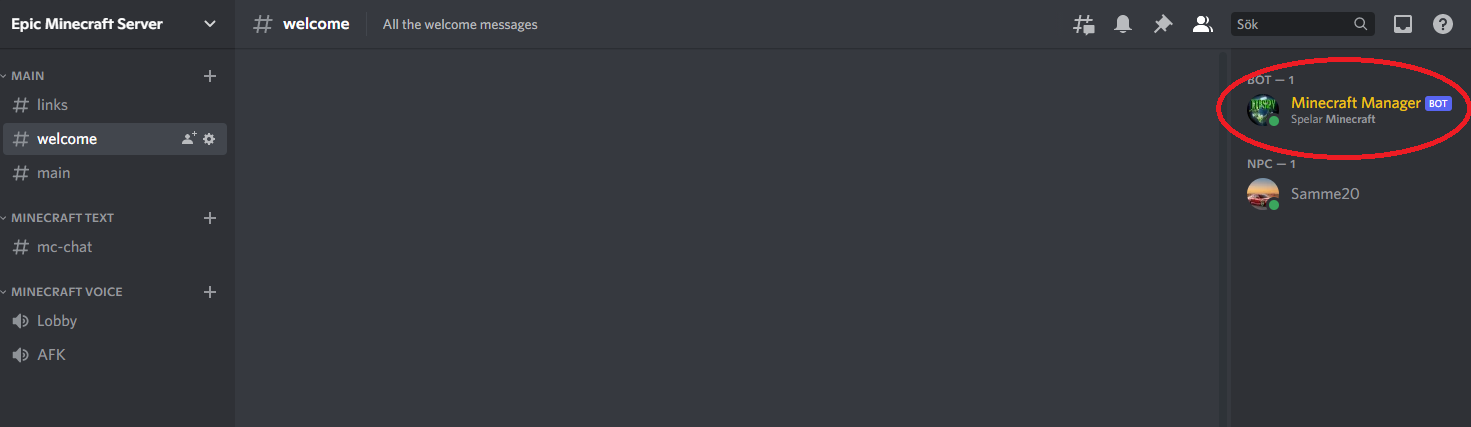 Epic Minecraft Server
welcome
All the welcome messages
Sök
MAIN
links
welcome
main
MINECRAFT TEXT
mc-chat
MINECRAFT VOICE
Lobby
AFK
BOT — 1
Minecraft Manager BOT
Spelar Minecraft
NPC — 1
Samme20